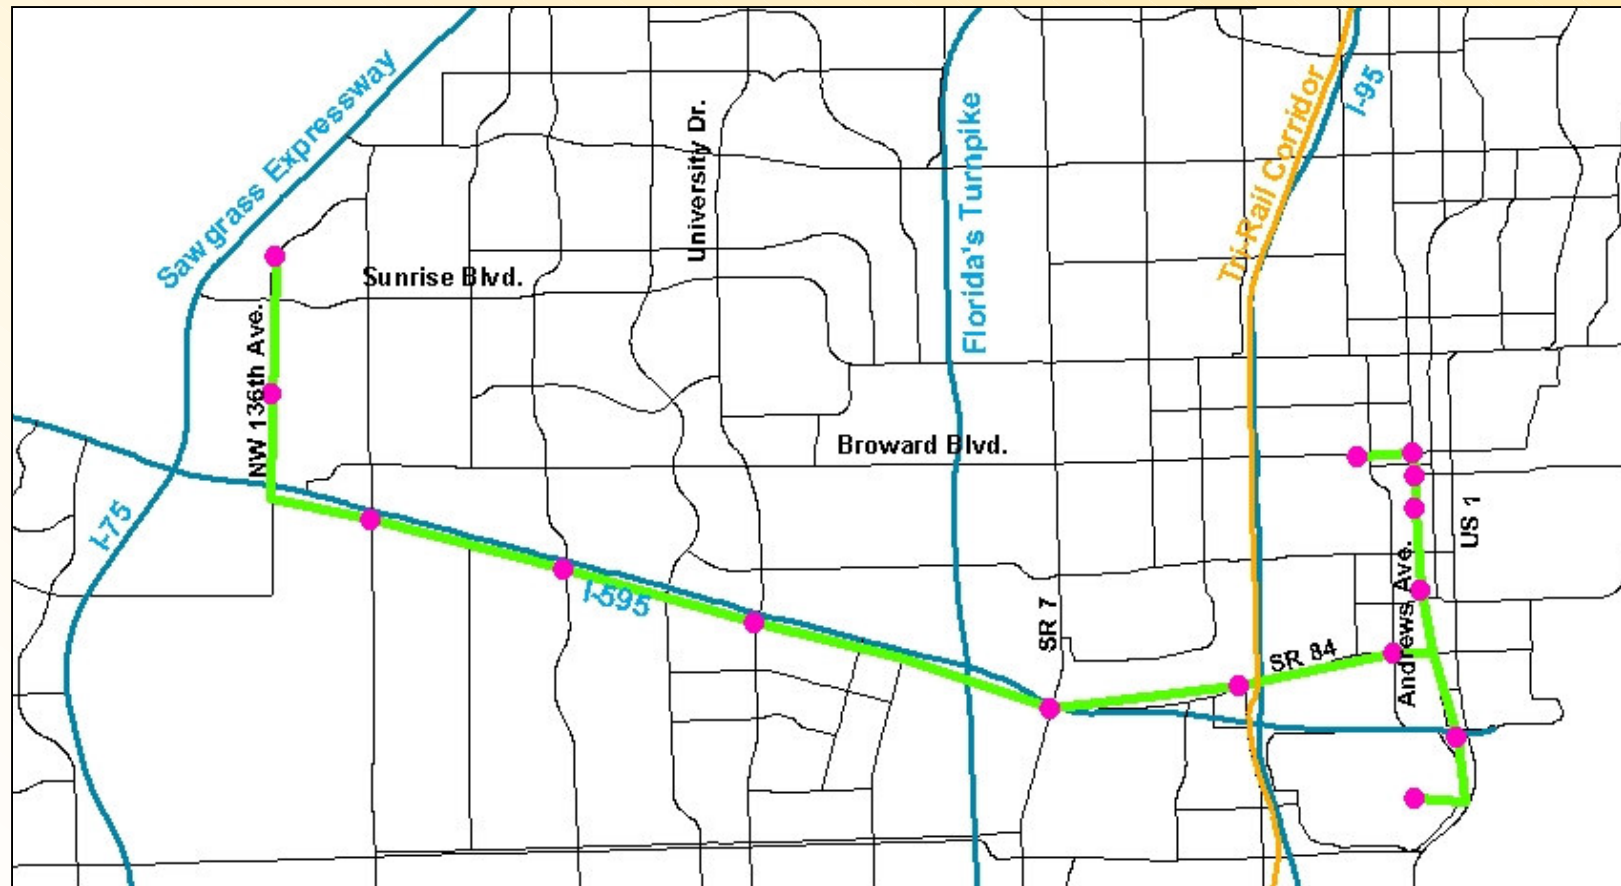 Sawgrass Expressway
University Dr.
Florida's Turnpike
Tri-Rail Corridor
I-95
Sunrise Blvd.
NW 136th Ave.
Broward Blvd.
I-75
US 1
I-595
SR 7
SR 84
Andrews Ave.